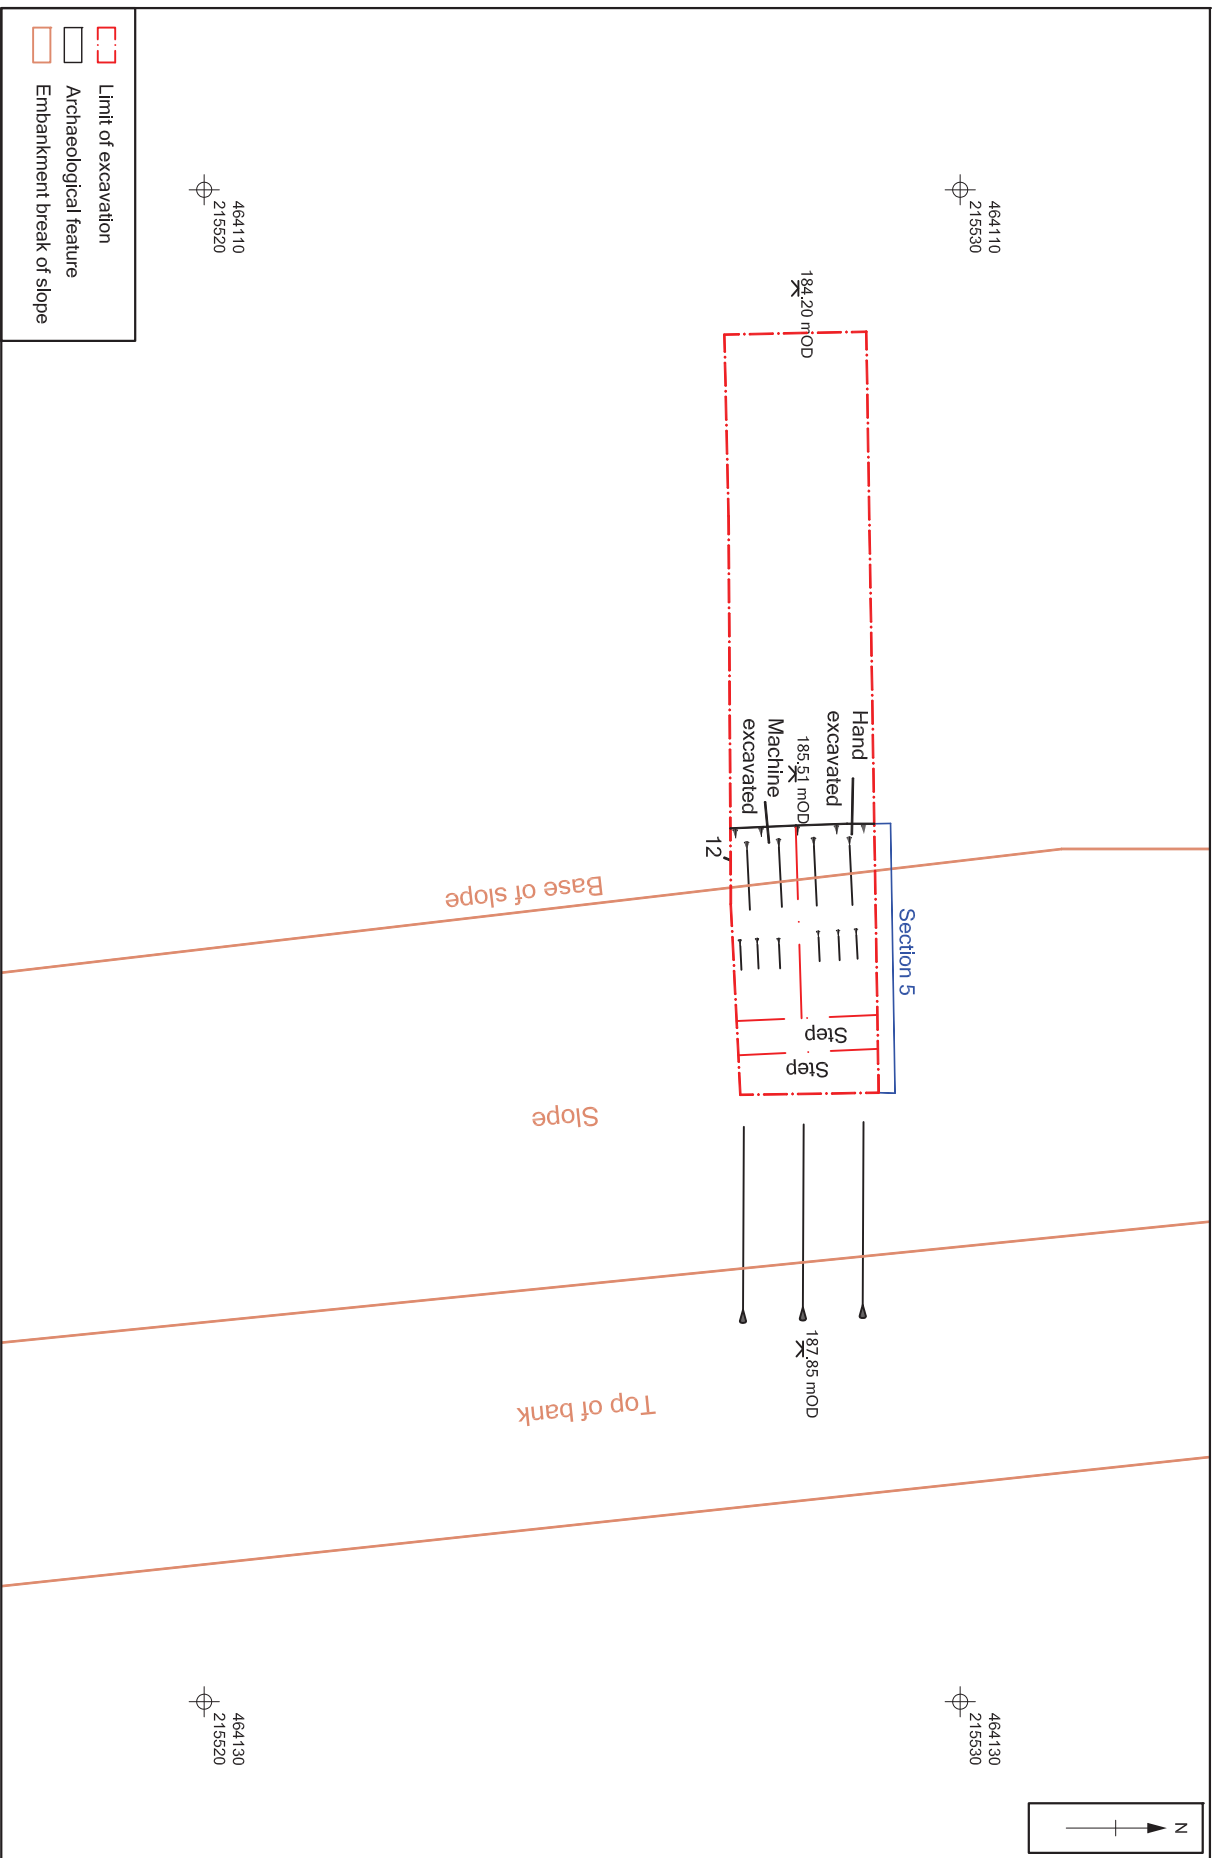 N
464110
215530
464130
215530
184.20 mOD
Hand
excavated
185.51 mOD
Machine
excavated
12
Section 5
Step
Step
187.85 mOD
Base of slope
Slope
Top of bank
464110
215520
464130
215520
Limit of excavation
Archaeological feature
Embankment break of slope